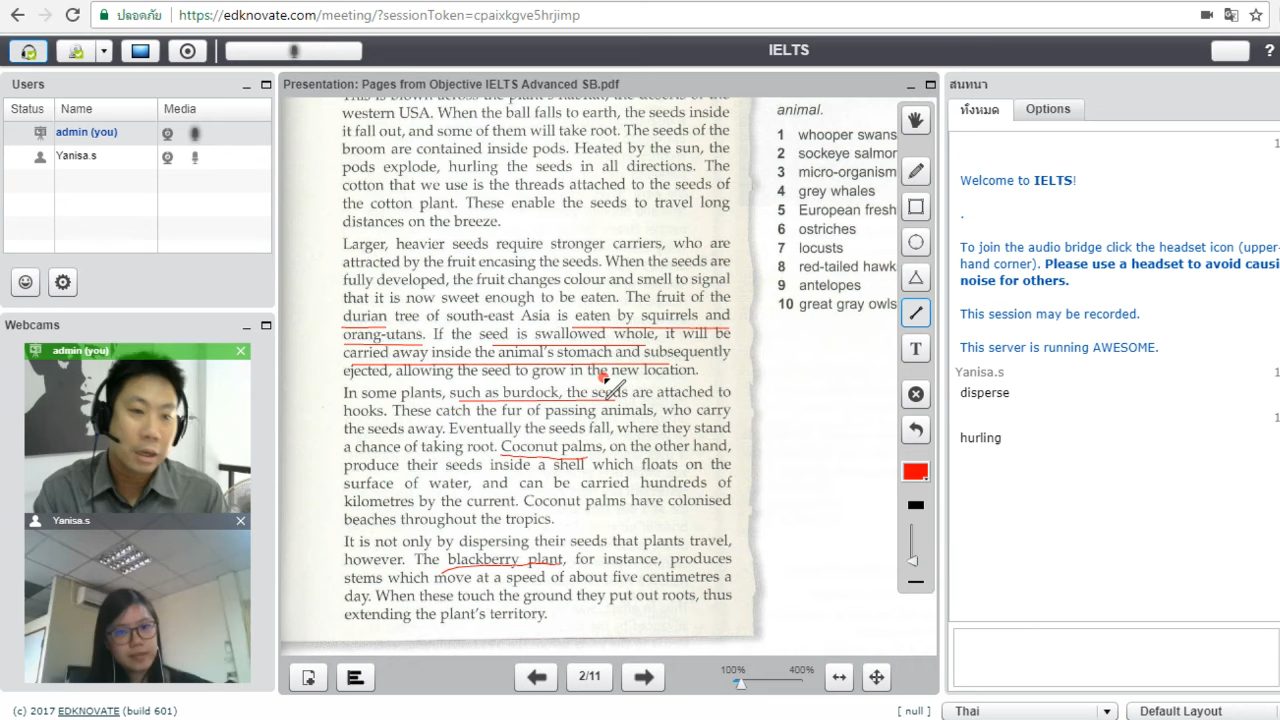 ปลอดภัย
https://edknovate.com/meeting/?sessionToken=cpaixkgve5hrjimp
IELTS
?
Users
Status Name Media
admin (you)
Yanisa.s
Webcams
admin (you)
Yanisa.s
Presentation: Pages from Objective IELTS Advanced SB.pdf
This is blown across the plant's habitat, the deserts of the
western USA. When the ball falls to earth, the seeds inside
it fall out, and some of them will take root. The seeds of the
broom are contained inside pods. Heated by the sun, the
pods explode, hurling the seeds in all directions. The
cotton that we use is the threads attached to the seeds of
the cotton plant. These enable the seeds to travel long
distances on the breeze.
Larger, heavier seeds require stronger carriers, who are
attracted by the fruit encasing the seeds. When the seeds are
fully developed, the fruit changes colour and smell to signal
that it is now sweet enough to be eaten. The fruit of the
durian tree of south-east Asia is eaten by squirrels and
orang-utans. If the seed is swallowed whole, it will be
carried away inside the animal's stomach and subsequently
ejected, allowing the seed to grow in the new location.
In some plants, such as burdock, the seeds are attached to
hooks. These catch the fur of passing animals, who carry
the seeds away. Eventually the seeds fall, where they stand
a chance of taking root. Coconut palms, on the other hand,
produce their seeds inside a shell which floats on the
surface of water, and can be carried hundreds of
kilometres by the current. Coconut palms have colonised
beaches throughout the tropics.
It is not only by dispersing their seeds that plants travel,
however. The blackberry plant, for instance, produces
stems which move at a speed of about five centimetres a
day. When these touch the ground they put out roots, thus
extending the plant's territory.
animal.
1 whooper swans
2 sockeye salmon
3 micro-organism
4 grey whales
5 European fresh
6 ostriches
7 locusts
8 red-tailed hawk
9 antelopes
10 great gray owls
T
2/11
100% 400%
สนทนา
ทั้งหมด Options
1
Welcome to IELTS!
.
To join the audio bridge click the headset icon (upper-
hand corner). Please use a headset to avoid causi
noise for others.
This session may be recorded.
This server is running AWESOME.
Yanisa.s 1
disperse
1
hurling
(c) 2017 EDKNOVATE (build 601)
[ null ]
Thai
Default Layout